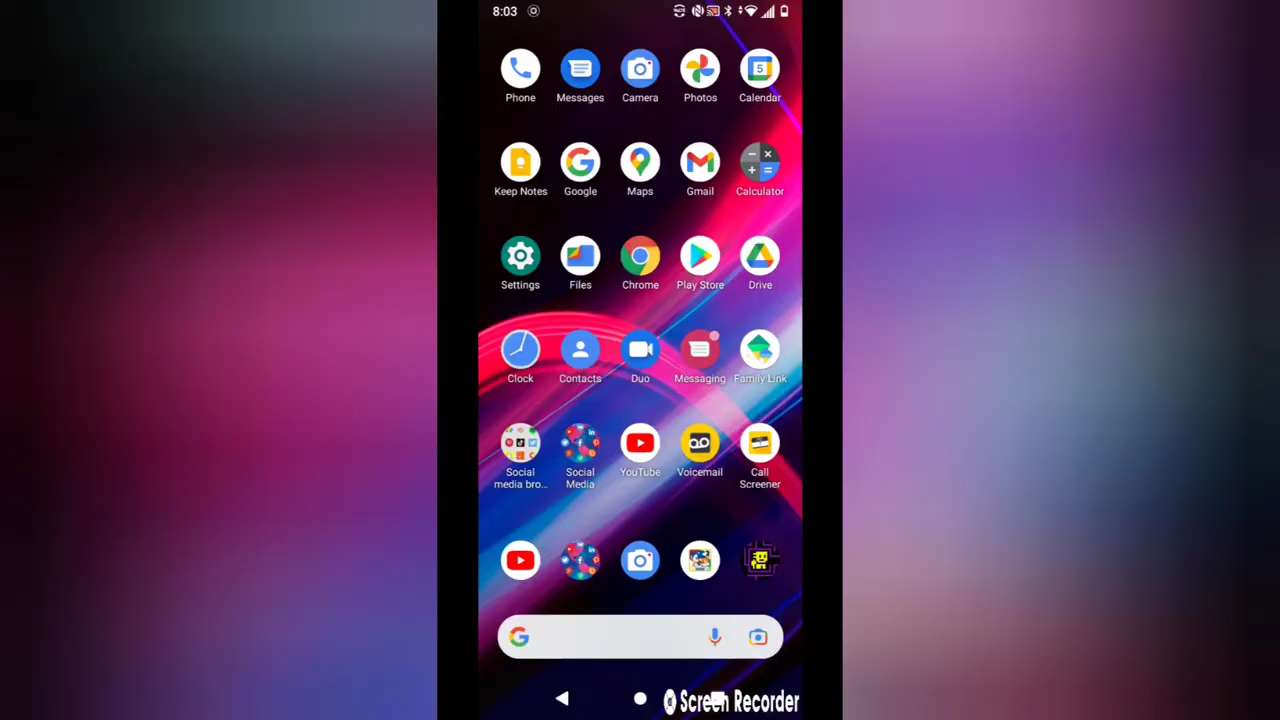 8:03
Phone Messages Camera Photos Calendar
5
Keep Notes Google Maps Gmail Calculator
Settings Files Chrome Play Store Drive
Clock Contacts Duo Messaging Family Link
Social media bro... Social Media YouTube Voicemail Call Screener
Screen Recorder